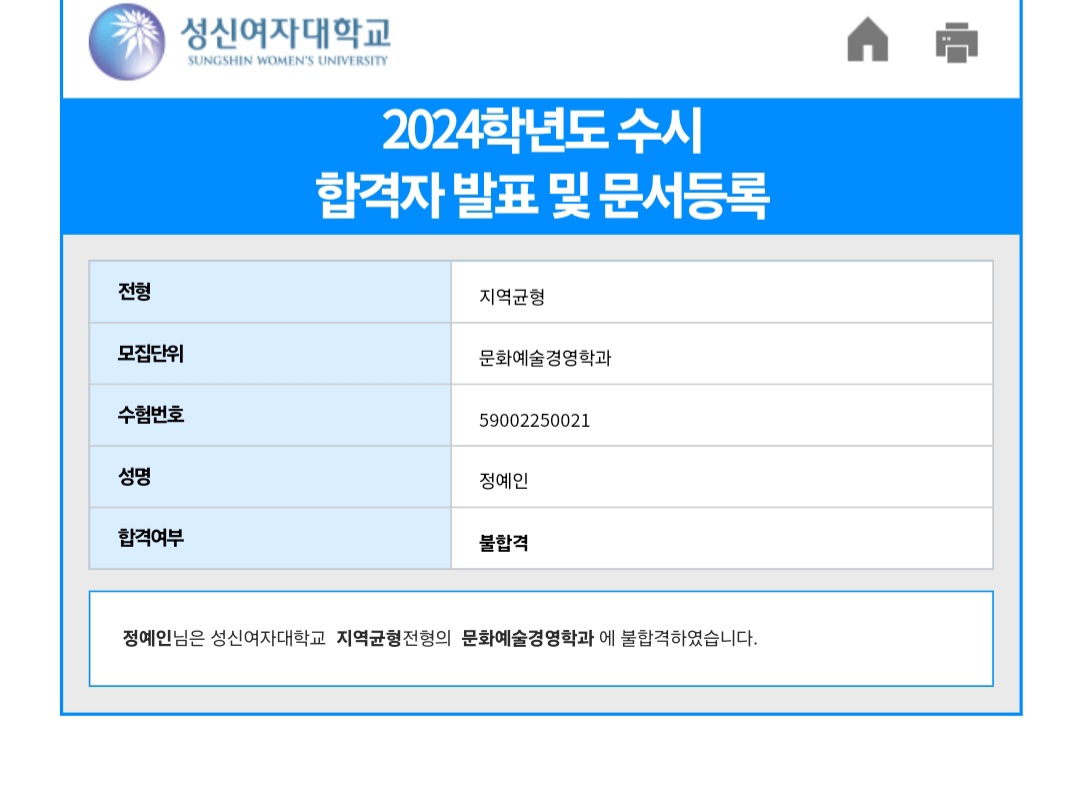 성신여자대학교
SUNGSHIN WOMEN'S UNIVERSITY
2024학년도 수시
합격자 발표 및 문서등록
전형 지역균형
모집단위 문화예술경영학과
수험번호 59002250021
성명 정예인
합격여부 불합격
정예인님은 성신여자대학교 지역균형전형의 문화예술경영학과 에 불합격하였습니다.